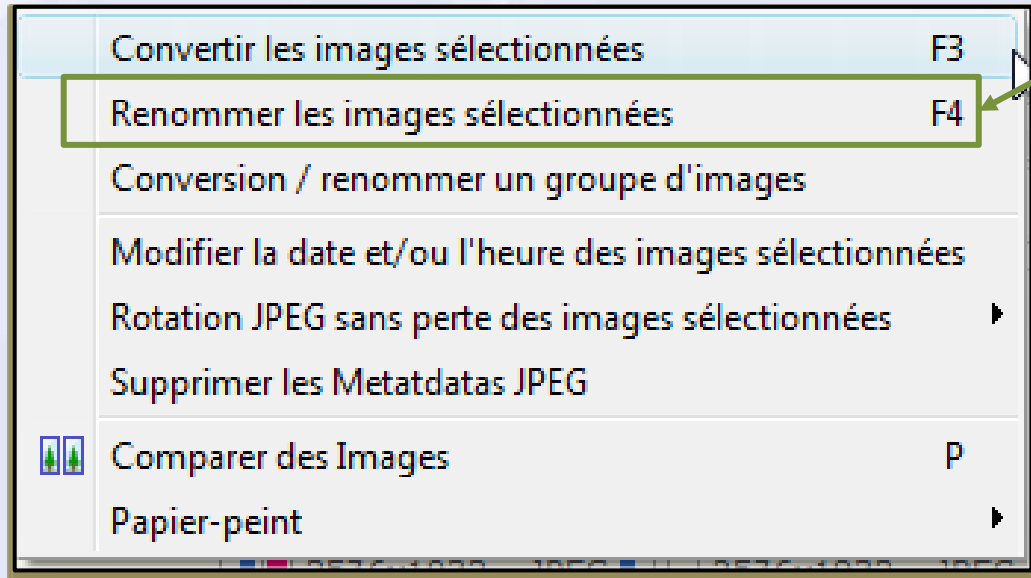 Convertir les images sélectionnées F3
Renommer les images sélectionnées F4
Conversion / renommer un groupe d'images
Modifier la date et/ou l'heure des images sélectionnées
Rotation JPEG sans perte des images sélectionnées
Supprimer les Metatdatas JPEG
Comparer des Images P
Papier-peint